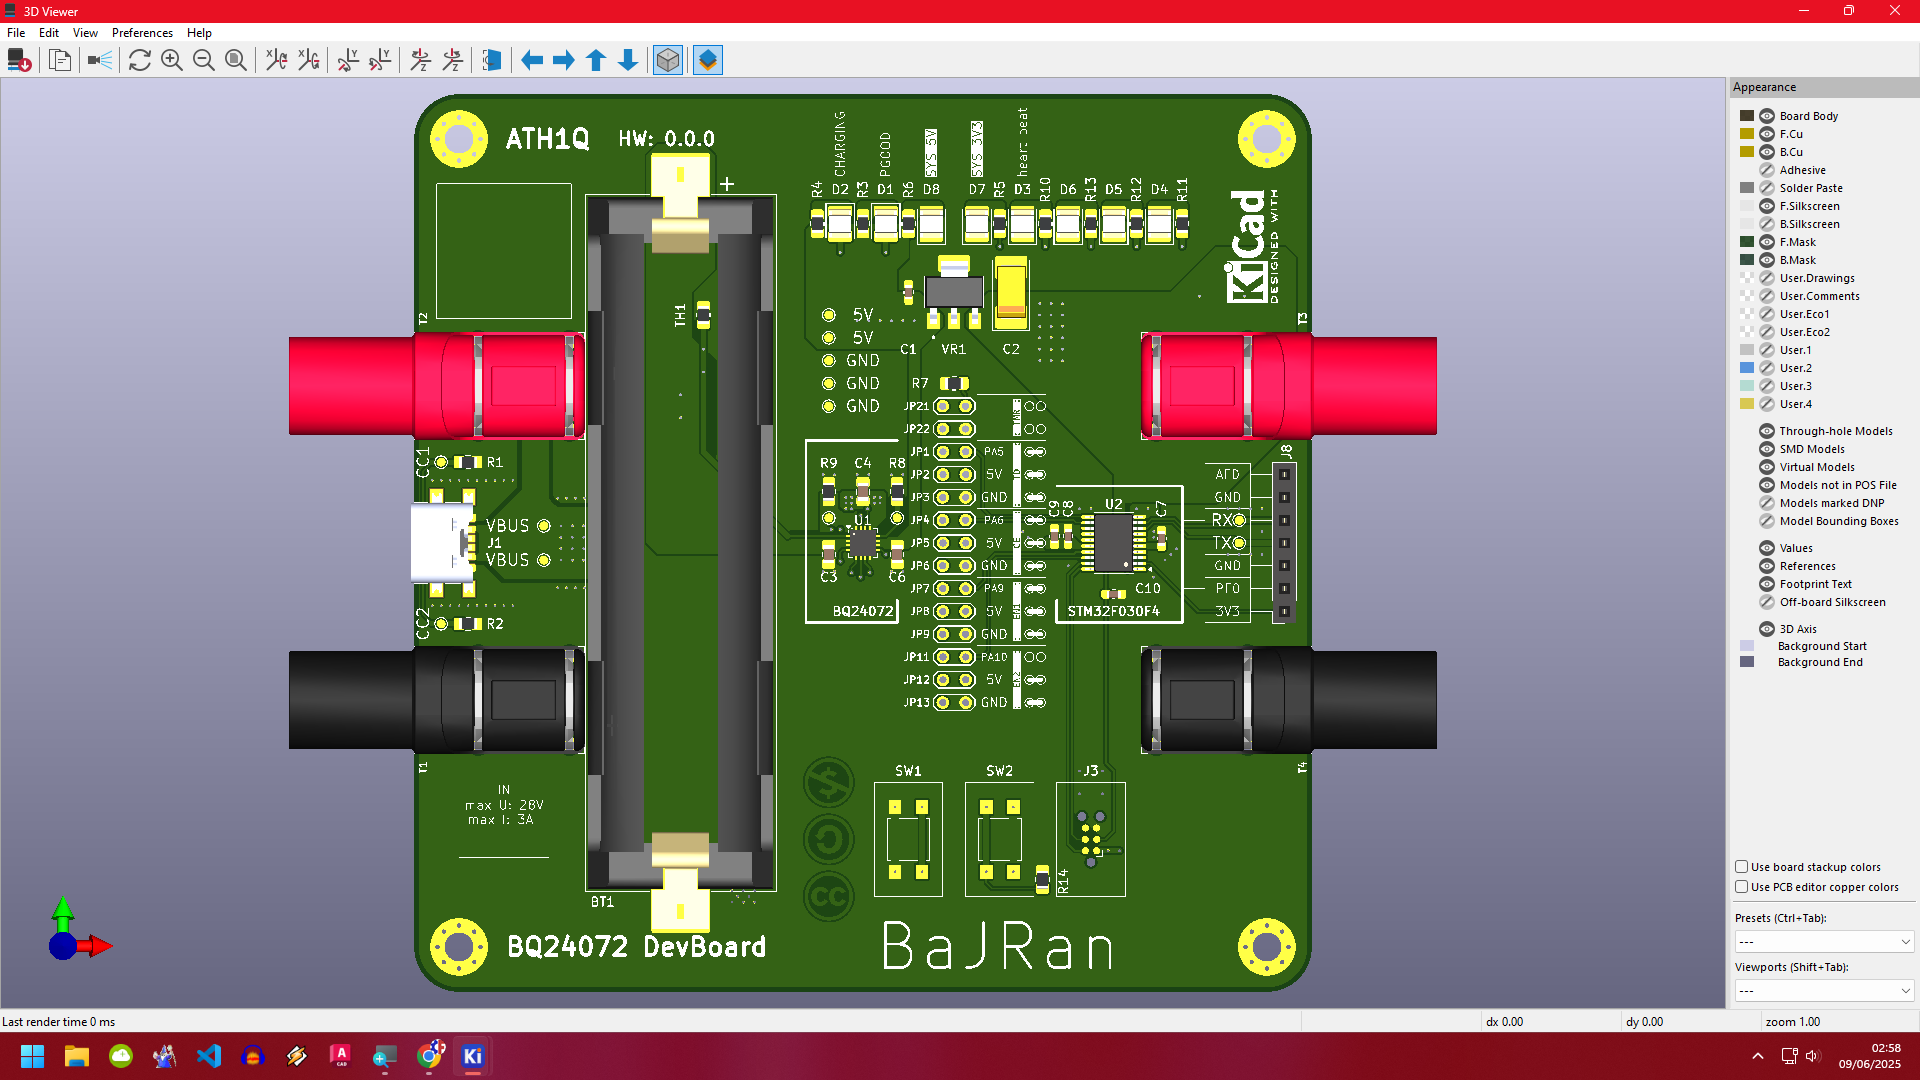 3D Viewer
File Edit View Preferences Help
Appearance
Board Body
F.Cu
B.Cu
Adhesive
Solder Paste
F.Silkscreen
B.Silkscreen
F.Mask
B.Mask
User.Drawings
User.Comments
User.Eco1
User.Eco2
User.1
User.2
User.3
User.4
Through-hole Models
SMD Models
Virtual Models
Models not in POS File
Models marked DNP
Model Bounding Boxes
Values
References
Footprint Text
Off-board Silkscreen
3D Axis
Background Start
Background End
Use board stackup colors
Use PCB editor copper colors
Presets (Ctrl+Tab):
---
Viewports (Shift+Tab):
---
ATH1Q HW: 0.0.0
+
CHARGING
PGOOD
SYS 5V
SYS 3V3
heart beat
R4 D2 R3 D1 R6 D8 D7 R5 D3 R10 D6 R13 D5 R12 D4 R11
KiCad
DESIGNED WITH
T2
TH1
T3
5V
5V
GND
GND
GND
C1 VR1 C2
R7
JP21
JP22
JP1 PA5
JP2 5V
JP3 GND
JP4 PA6
JP5 5V
JP6 GND
JP7 PA9
JP8 5V
JP9 GND
JP11 PA10
JP12 5V
JP13 GND
TMR
TD
CE
EN1
EN2
CC1
R1
VBUS
J1
VBUS
CC2
R2
R9 C4 R8
U1
C3 C6
BQ24072
C9 C8 U2 C7
C10
STM32F030F4
J8
GND
RX
TX
GND
3V3
T1
T4
IN
max U: 28V
max I: 3A
SW1 SW2 J3
R14
BT1
cc
BQ24072 DevBoard
BaJRan
Last render time 0 ms
dx 0.00
dy 0.00
zoom 1.00
A
CAD
Ki
02:58
09/06/2025